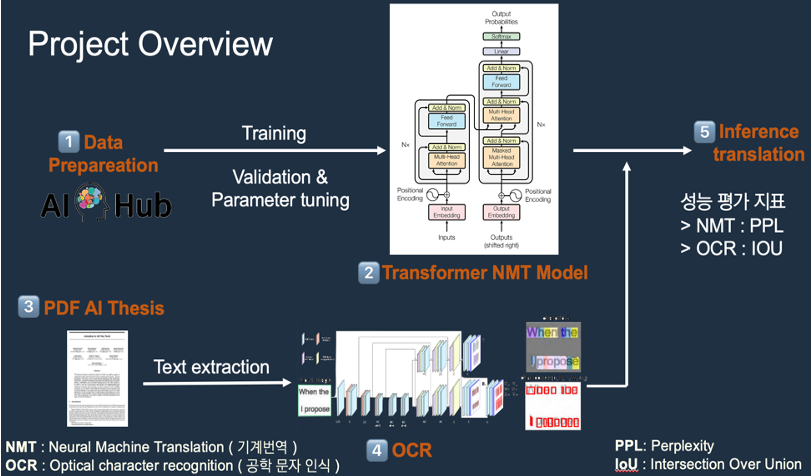 Project Overview
1 Data
Prepareation
AI Hub
Training
Validation &
Parameter tuning
Output
Probabilities
Softmax
Linear
Add & Norm
Feed
Forward
Add & Norm
Multi-Head
Attention
Add & Norm
Masked
Multi-Head
Attention
Nx
Add & Norm
Feed
Forward
Nx
Add & Norm
Multi-Head
Attention
Positional
Encoding
Positional
Encoding
Input
Embedding
Output
Embedding
Inputs
Outputs
(shifted right)
2 Transformer NMT Model
5 Inference
translation
성능 평가 지표
> NMT : PPL
> OCR : IOU
3 PDF AI Thesis
Text extraction
When the
I propose
When the
I propose
4 OCR
NMT : Neural Machine Translation ( 기계번역 )
OCR : Optical character recognition ( 공학 문자 인식 )
PPL: Perplexity
IoU : Intersection Over Union